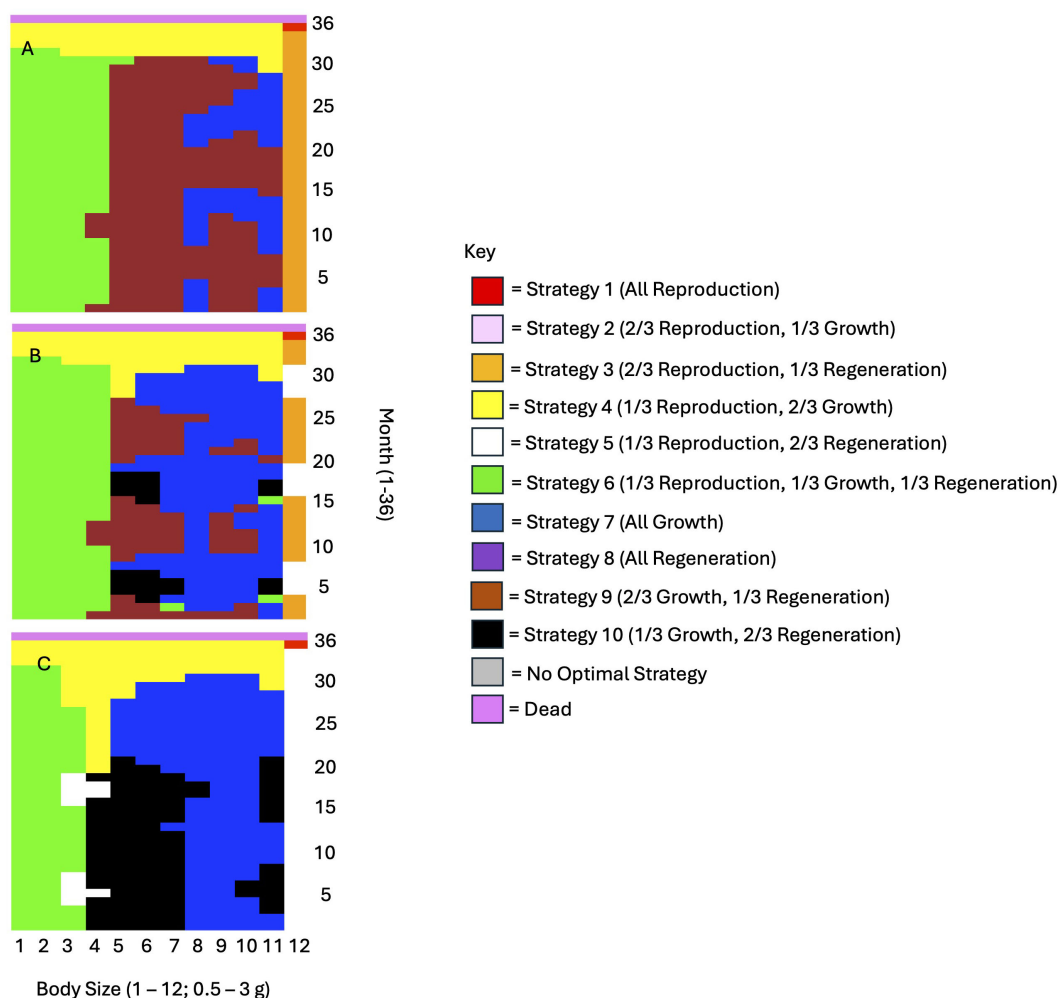 A
36
30
25
20
15
10
5
B
36
30
25
20
15
10
5
C
36
30
25
20
15
10
5
1 2 3 4 5 6 7 8 9 10 11 12
Body Size (1 – 12; 0.5 – 3 g)
Month (1-36)
Key
= Strategy 1 (All Reproduction)
= Strategy 2 (2/3 Reproduction, 1/3 Growth)
= Strategy 3 (2/3 Reproduction, 1/3 Regeneration)
= Strategy 4 (1/3 Reproduction, 2/3 Growth)
= Strategy 5 (1/3 Reproduction, 2/3 Regeneration)
= Strategy 6 (1/3 Reproduction, 1/3 Growth, 1/3 Regeneration)
= Strategy 7 (All Growth)
= Strategy 8 (All Regeneration)
= Strategy 9 (2/3 Growth, 1/3 Regeneration)
= Strategy 10 (1/3 Growth, 2/3 Regeneration)
= No Optimal Strategy
= Dead